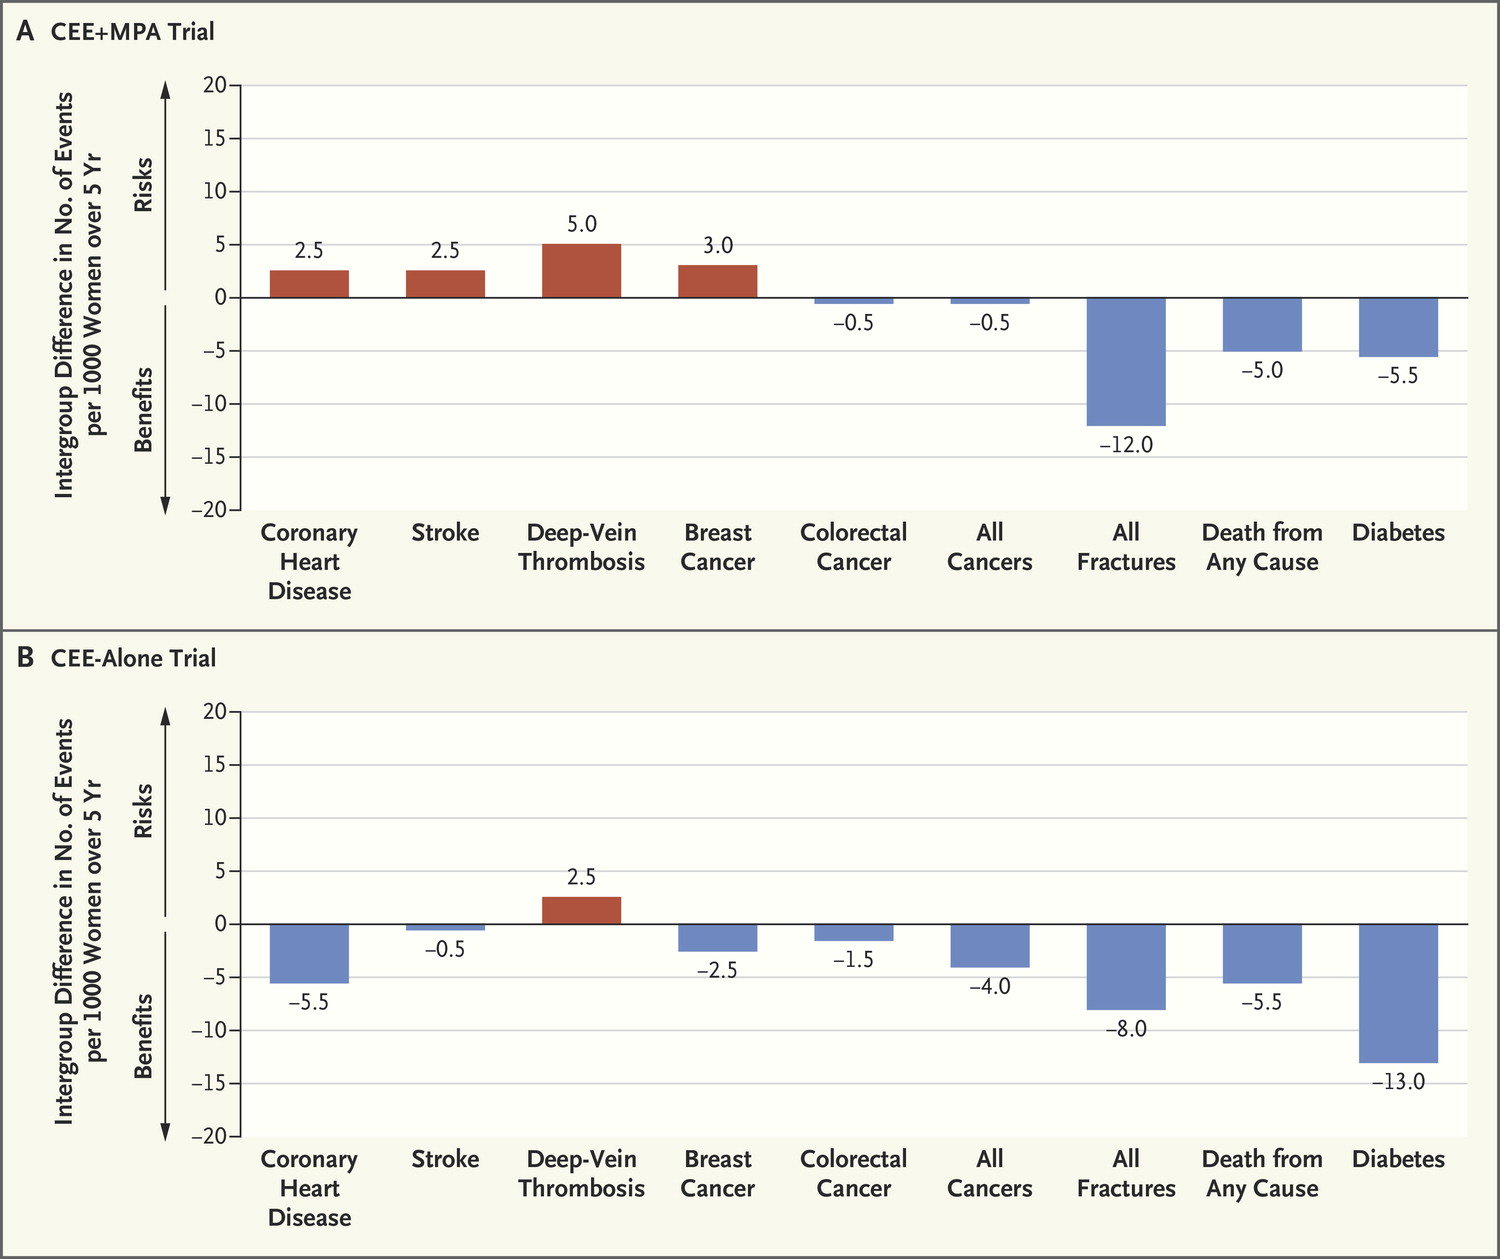 A CEE+MPA Trial
Intergroup Difference in No. of Events
per 1000 Women over 5 Yr
Risks
Benefits
20
15
10
5
0
–5
–10
–15
–20
2.5
2.5
5.0
3.0
–0.5
–0.5
–12.0
–5.0
–5.5
Coronary
Heart
Disease
Stroke
Deep-Vein
Thrombosis
Breast
Cancer
Colorectal
Cancer
All
Cancers
All
Fractures
Death from
Any Cause
Diabetes
B CEE-Alone Trial
Intergroup Difference in No. of Events
per 1000 Women over 5 Yr
Risks
Benefits
20
15
10
5
0
–5
–10
–15
–20
–5.5
–0.5
2.5
–2.5
–1.5
–4.0
–8.0
–5.5
–13.0
Coronary
Heart
Disease
Stroke
Deep-Vein
Thrombosis
Breast
Cancer
Colorectal
Cancer
All
Cancers
All
Fractures
Death from
Any Cause
Diabetes